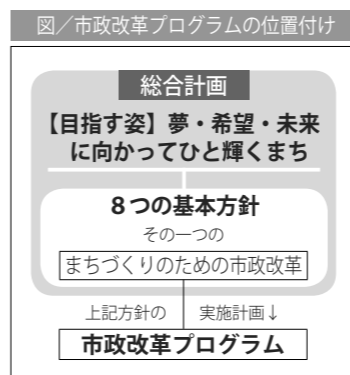 図／市政改革プログラムの位置付け
総合計画
【目指す姿】夢・希望・未来
に向かってひと輝くまち
８つの基本方針
その一つの
まちづくりのための市政改革
上記方針の 実施計画↓
市政改革プログラム